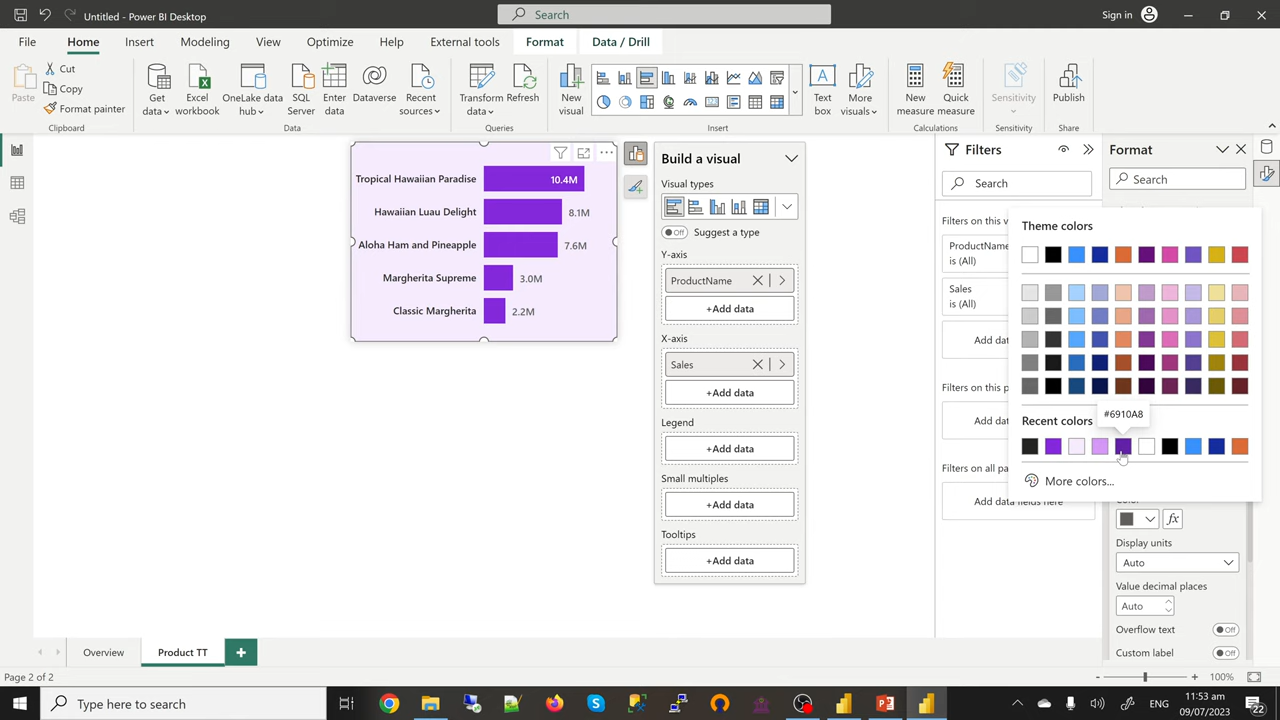 Untitled - Power BI Desktop
Search
Sign in
File
Home
Insert
Modeling
View
Optimize
Help
External tools
Format
Data / Drill
Paste
Cut
Copy
Format painter
Clipboard
Get data
Excel workbook
OneLake data hub
SQL Server
Enter data
Dataverse
Recent sources
Data
Transform data
Refresh
Queries
New visual
Text box
More visuals
Insert
New measure
Quick measure
Calculations
Sensitivity
Sensitivity
Publish
Share
Tropical Hawaiian Paradise 10.4M
Hawaiian Luau Delight 8.1M
Aloha Ham and Pineapple 7.6M
Margherita Supreme 3.0M
Classic Margherita 2.2M
Build a visual
Visual types
Off Suggest a type
Y-axis
ProductName
+Add data
X-axis
Sales
+Add data
Legend
+Add data
Small multiples
+Add data
Tooltips
+Add data
Filters
Search
Filters on this v
ProductName
is (All)
Sales
is (All)
Add da
Filters on this p
Add da
Filters on all pa
Add data fields here
Format
Search
Theme colors
#6910A8
Recent colors
More colors...
Display units
Auto
Value decimal places
Auto
Overflow text Off
Custom label Off
Overview
Product TT
Page 2 of 2
- + 100%
Type here to search
11:53 am
09/07/2023
22